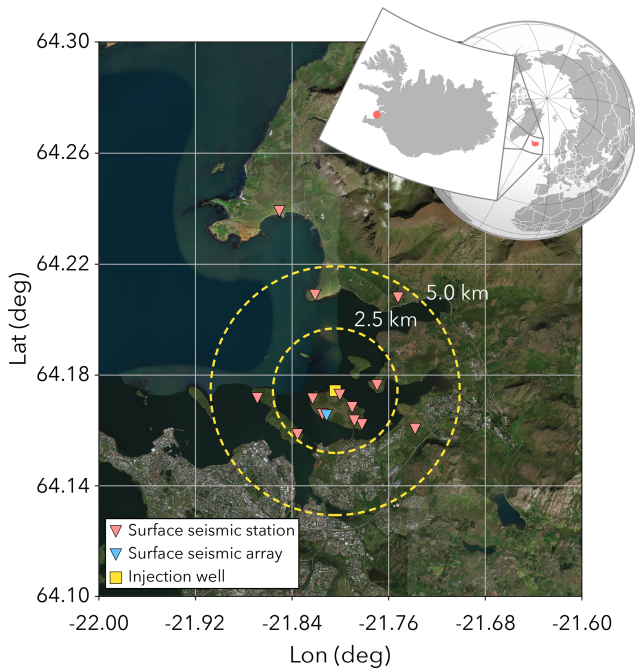 64.30
64.26
64.22
64.18
64.14
64.10
Lat (deg)
5.0 km
2.5 km
Surface seismic station
Surface seismic array
Injection well
-22.00 -21.92 -21.84 -21.76 -21.68 -21.60
Lon (deg)